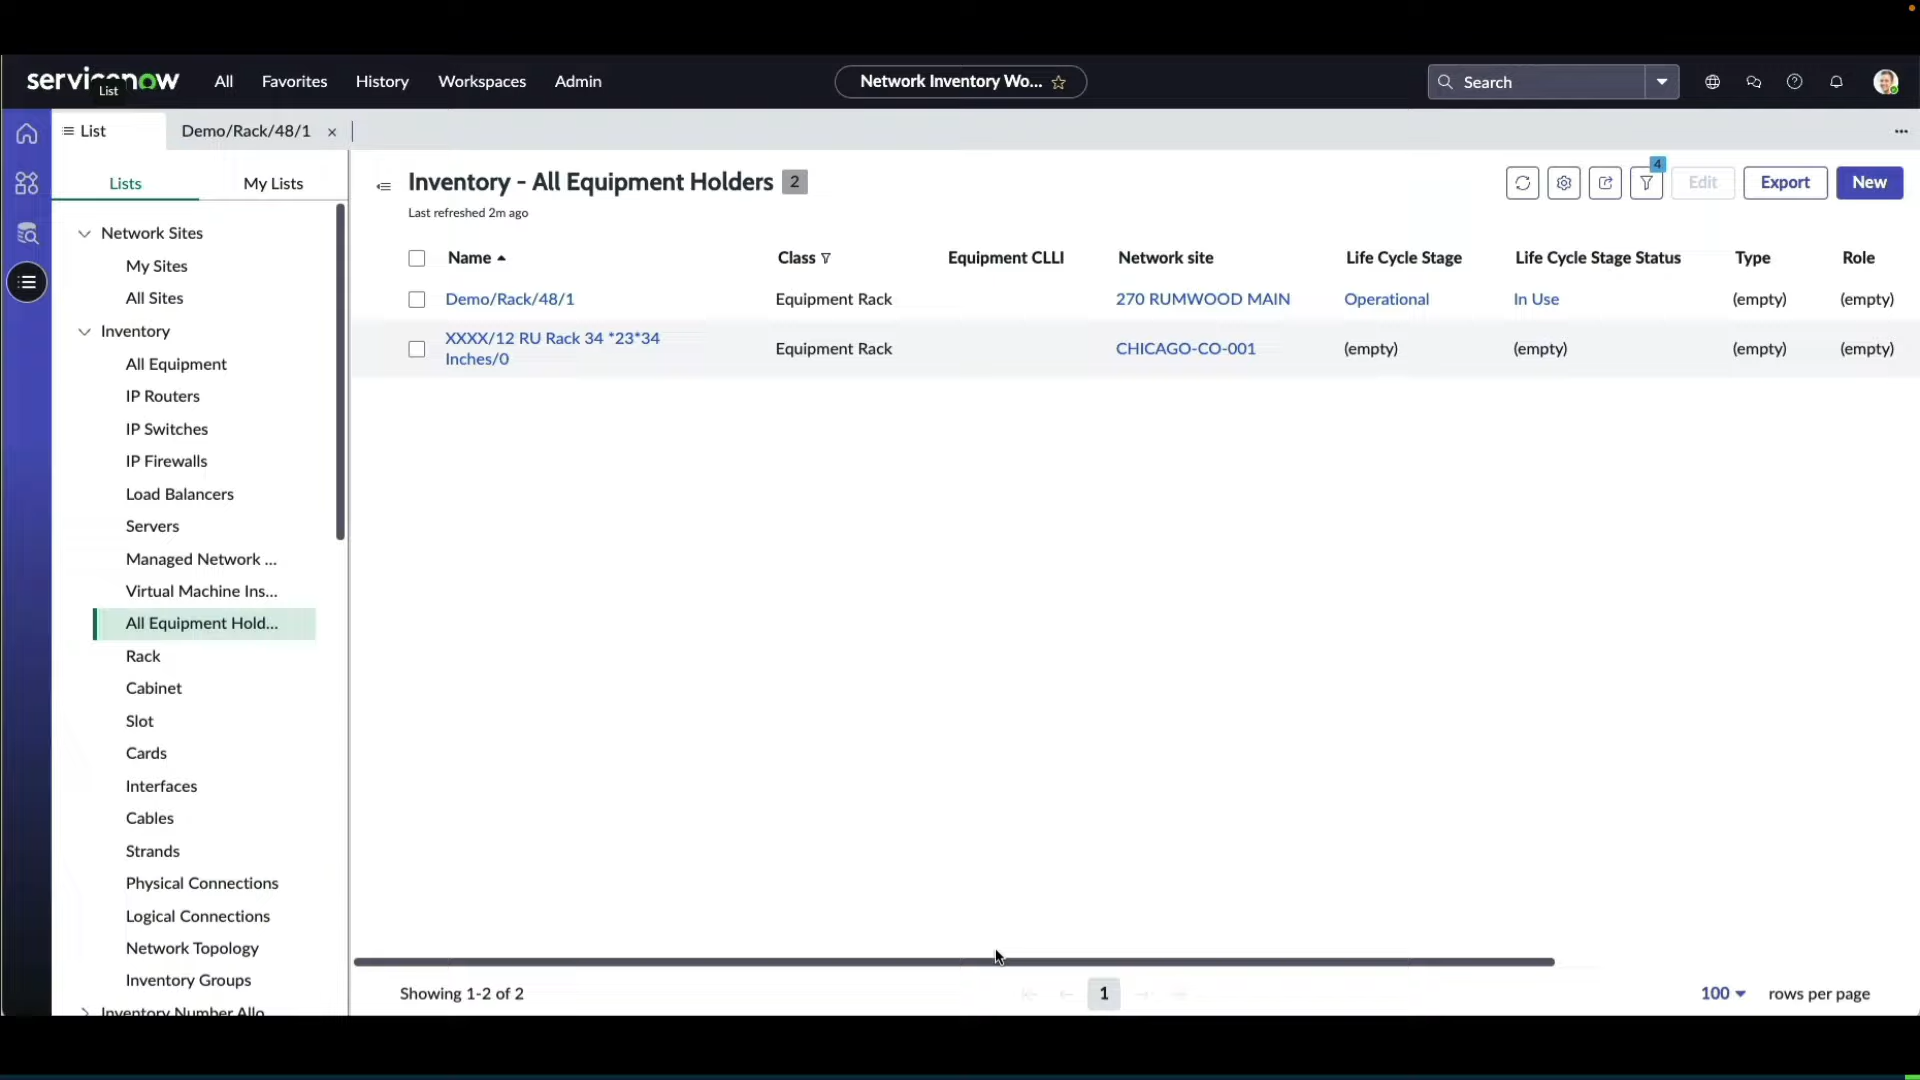 servicenow
List
All
Favorites
History
Workspaces
Admin
Network Inventory Wo...
Search
List
Demo/Rack/48/1
Lists
My Lists
Network Sites
My Sites
All Sites
Inventory
All Equipment
IP Routers
IP Switches
IP Firewalls
Load Balancers
Servers
Managed Network ...
Virtual Machine Ins...
All Equipment Hold...
Rack
Cabinet
Slot
Cards
Interfaces
Cables
Strands
Physical Connections
Logical Connections
Network Topology
Inventory Groups
Inventory Number Allo
Inventory - All Equipment Holders 2
Last refreshed 2m ago
4
Edit
Export
New
Name Class Equipment CLLI Network site Life Cycle Stage Life Cycle Stage Status Type Role
Demo/Rack/48/1 Equipment Rack 270 RUMWOOD MAIN Operational In Use (empty) (empty)
XXXX/12 RU Rack 34 *23*34
Inches/0
Equipment Rack CHICAGO-CO-001 (empty) (empty) (empty) (empty)
Showing 1-2 of 2
1
100 rows per page